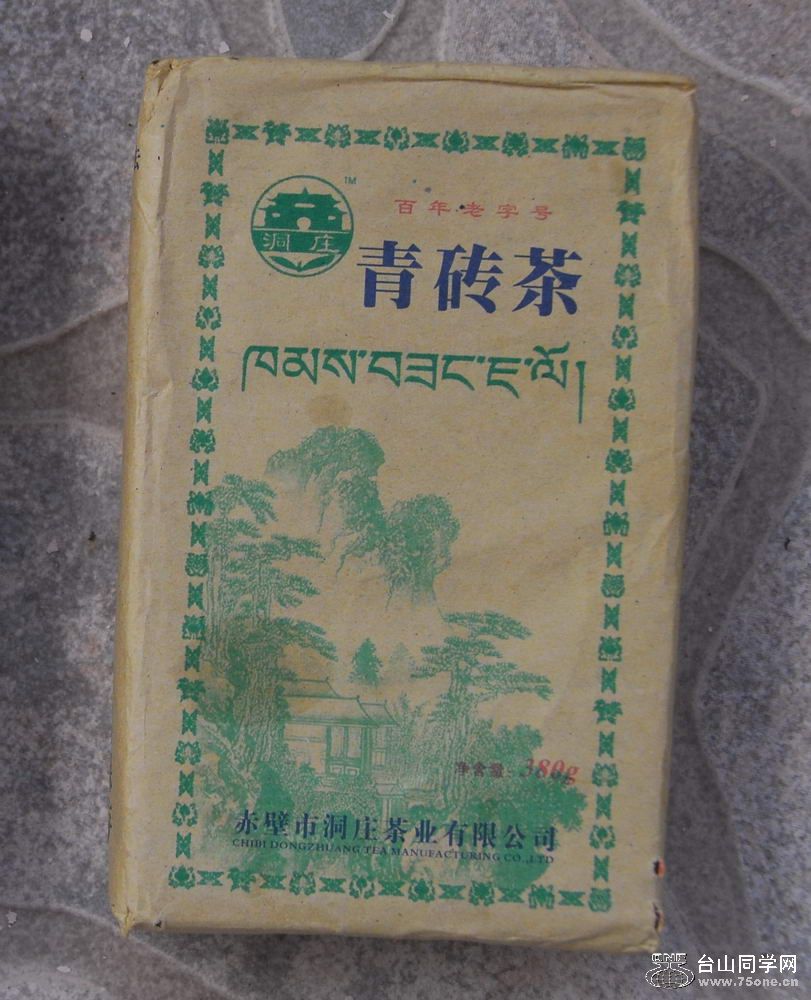 TM
百年老字号
洞庄
青砖茶
ཁམས་བཟང་ཇ་ལོ།
净含量: 380g
赤壁市洞庄茶业有限公司
CHIBI DONGZHUANG TEA MANUFACTURING CO.,LTD
台山同学网
www.75one.cn